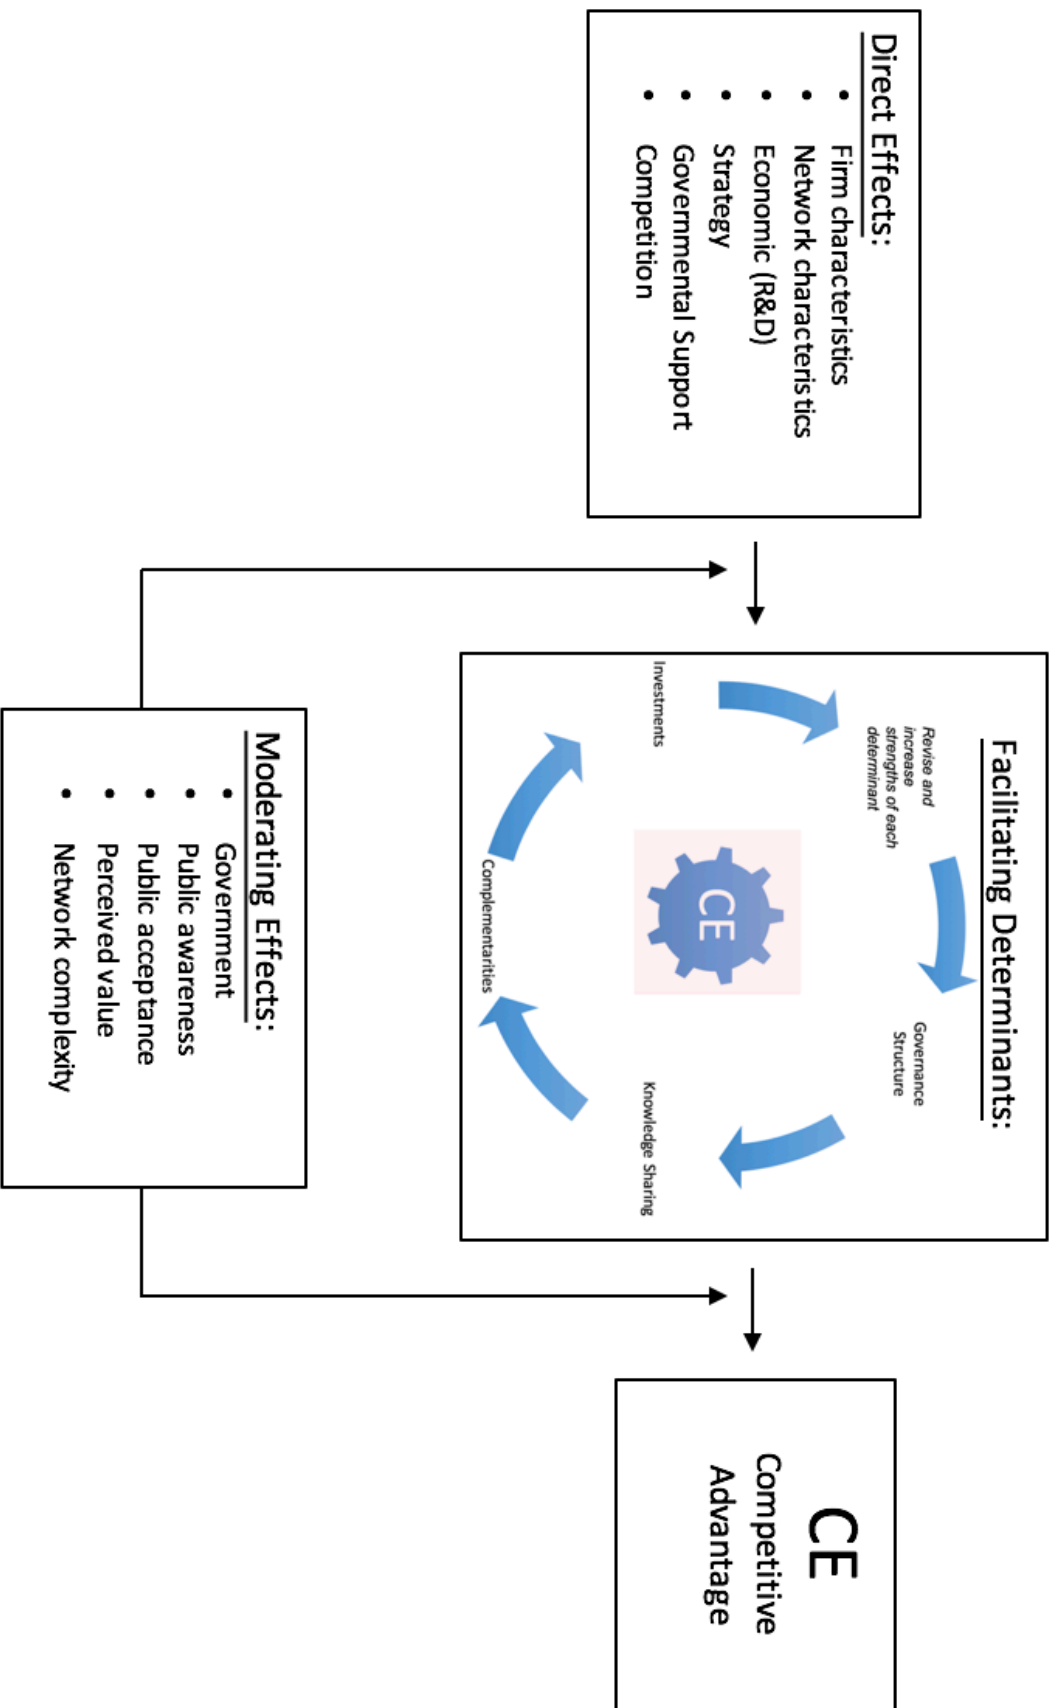 Direct Effects:
• Firm characteristics
• Network characteristics
• Economic (R&D)
• Strategy
• Governmental Support
• Competition
Facilitating Determinants:
Revise and
increase
strengths of each
determinant
Governance
Structure
Knowledge Sharing
Complementarities
Investments
CE
Moderating Effects:
• Government
• Public awareness
• Public acceptance
• Perceived value
• Network complexity
CE
Competitive
Advantage